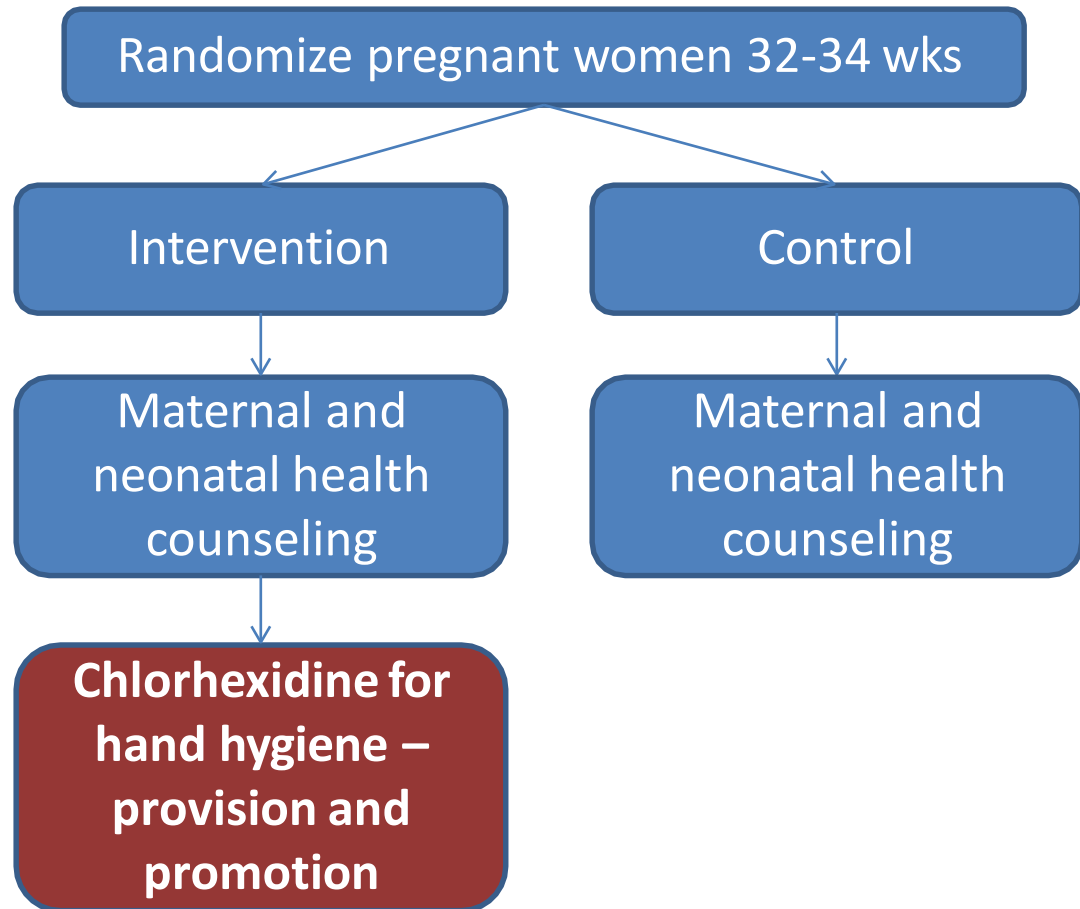 Randomize pregnant women 32-34 wks
Intervention
Control
Maternal and
neonatal health
counseling
Maternal and
neonatal health
counseling
Chlorhexidine for
hand hygiene –
provision and
promotion